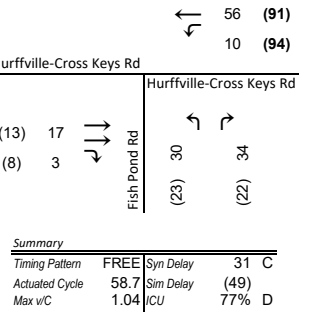 56 (91)
10 (94)
urffville-Cross Keys Rd
Hurffville-Cross Keys Rd
(13) 17
(8) 3
Fish Pond Rd
30 34
(23) (22)
Summary
Timing Pattern FREE Syn Delay 31 C
Actuated Cycle 58.7 Sim Delay (49)
Max v/C 1.04 ICU 77% D